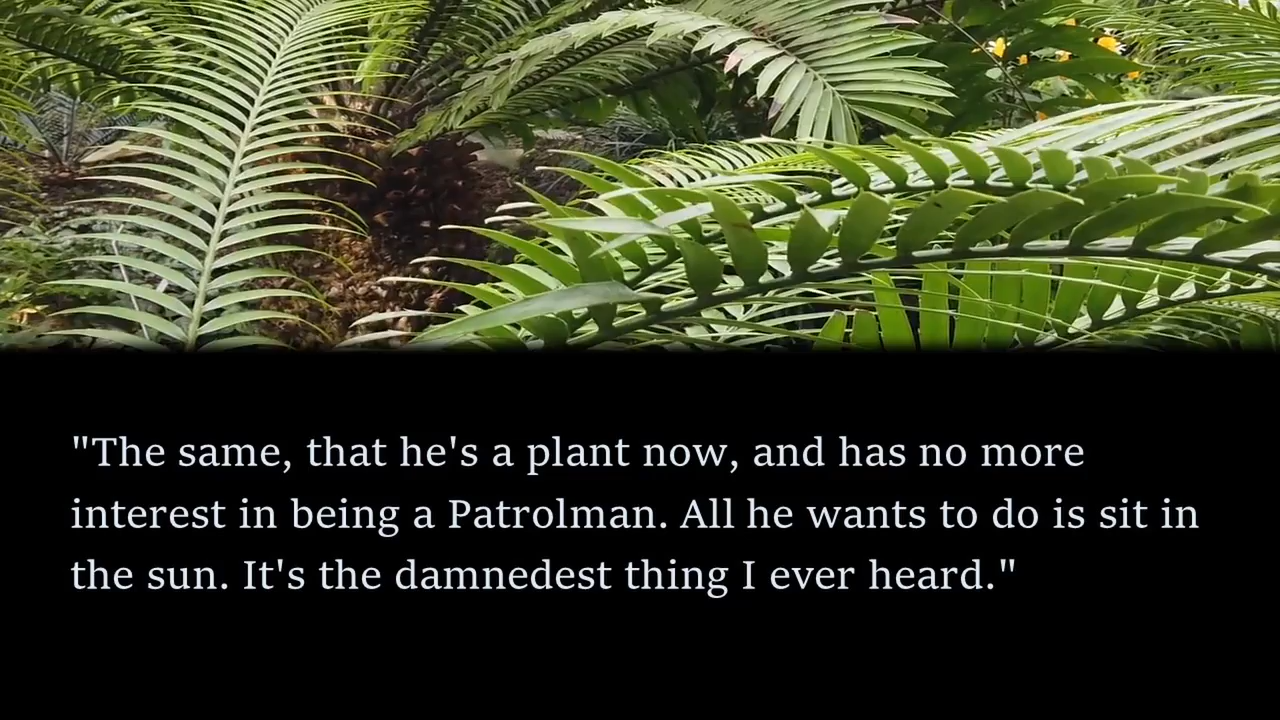 "The same, that he's a plant now, and has no more
interest in being a Patrolman. All he wants to do is sit in
the sun. It's the damnedest thing I ever heard."